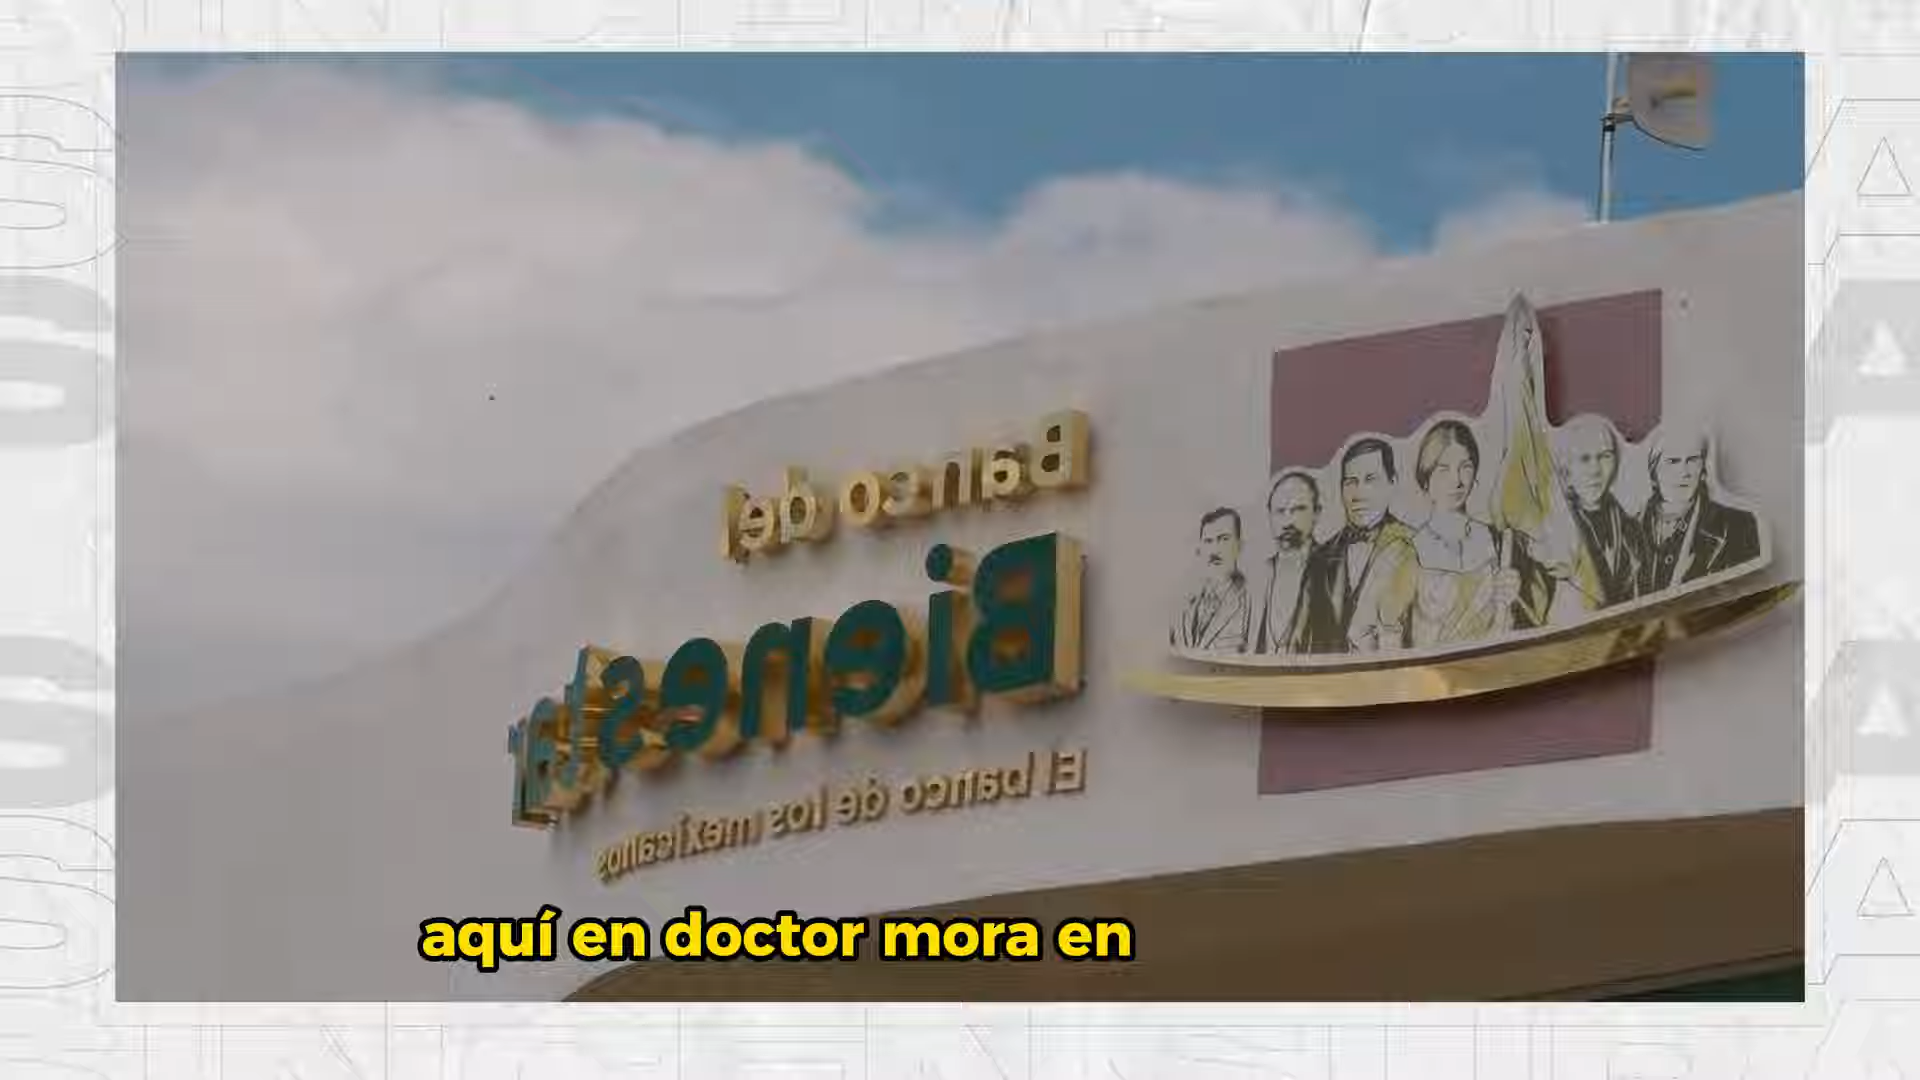 Banco del
Bienestar
El banco de los mexicanos
aquí en doctor mora en